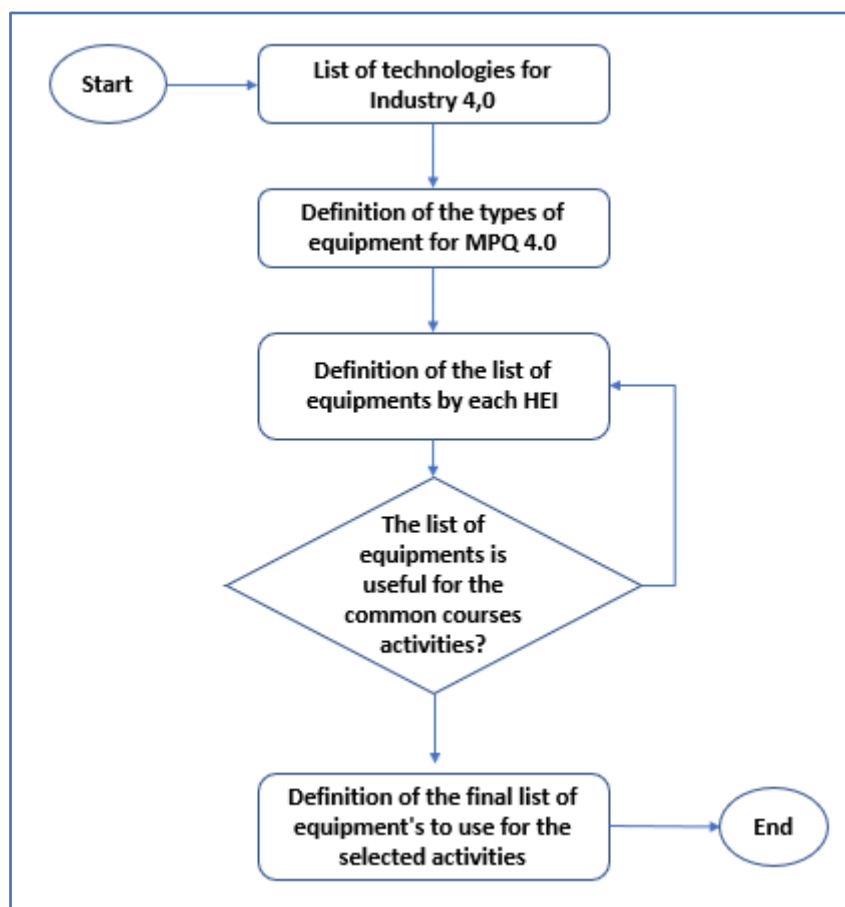 Start
List of technologies for
Industry 4,0
Definition of the types of
equipment for MPQ 4.0
Definition of the list of
equipments by each HEI
The list of
equipments is
useful for the
common courses
activities?
Definition of the final list of
equipment's to use for the
selected activities
End